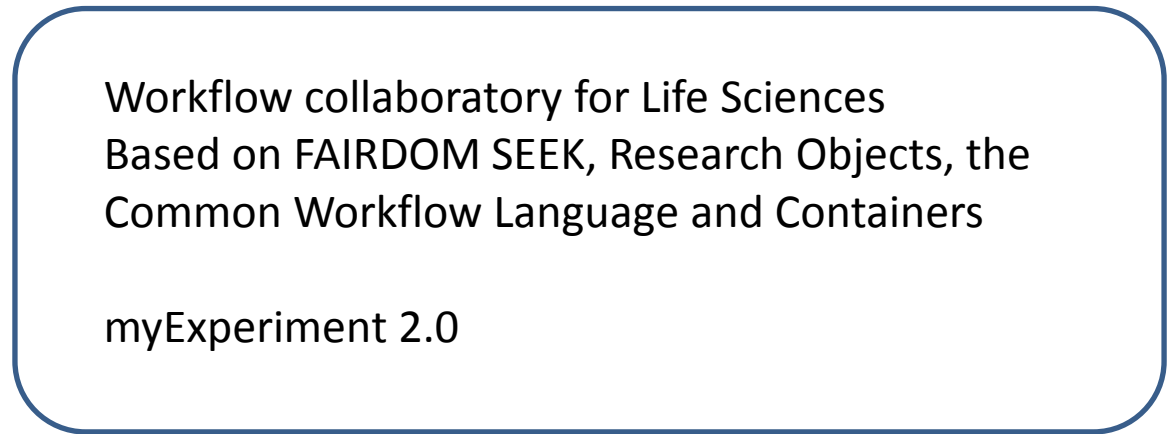 Workflow collaboratory for Life Sciences
Based on FAIRDOM SEEK, Research Objects, the
Common Workflow Language and Containers
myExperiment 2.0